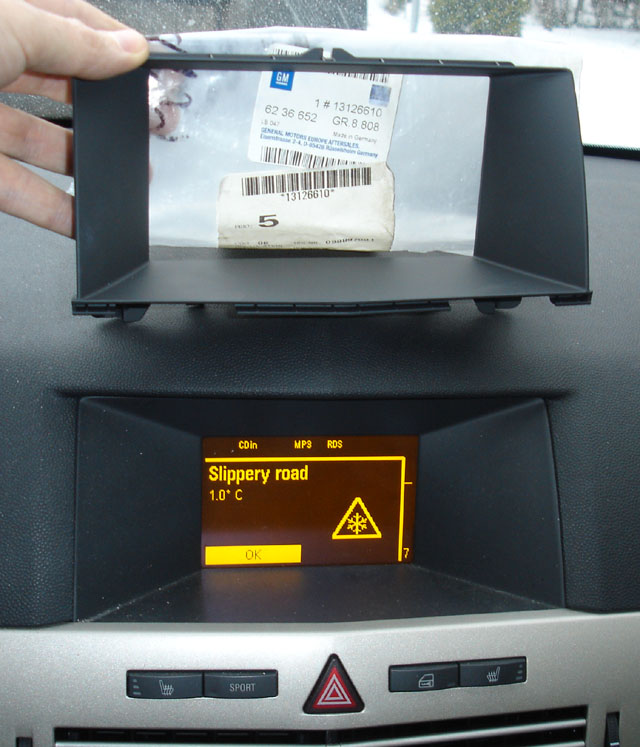 GM
1 # 13126610
62 36 652 GR.8 808
Made in Germany
GENERAL MOTORS EUROPE AFTERSALES,
*13126610*
5
CDin MP3 RDS
Slippery road
1.0° C
OK
7
SPORT